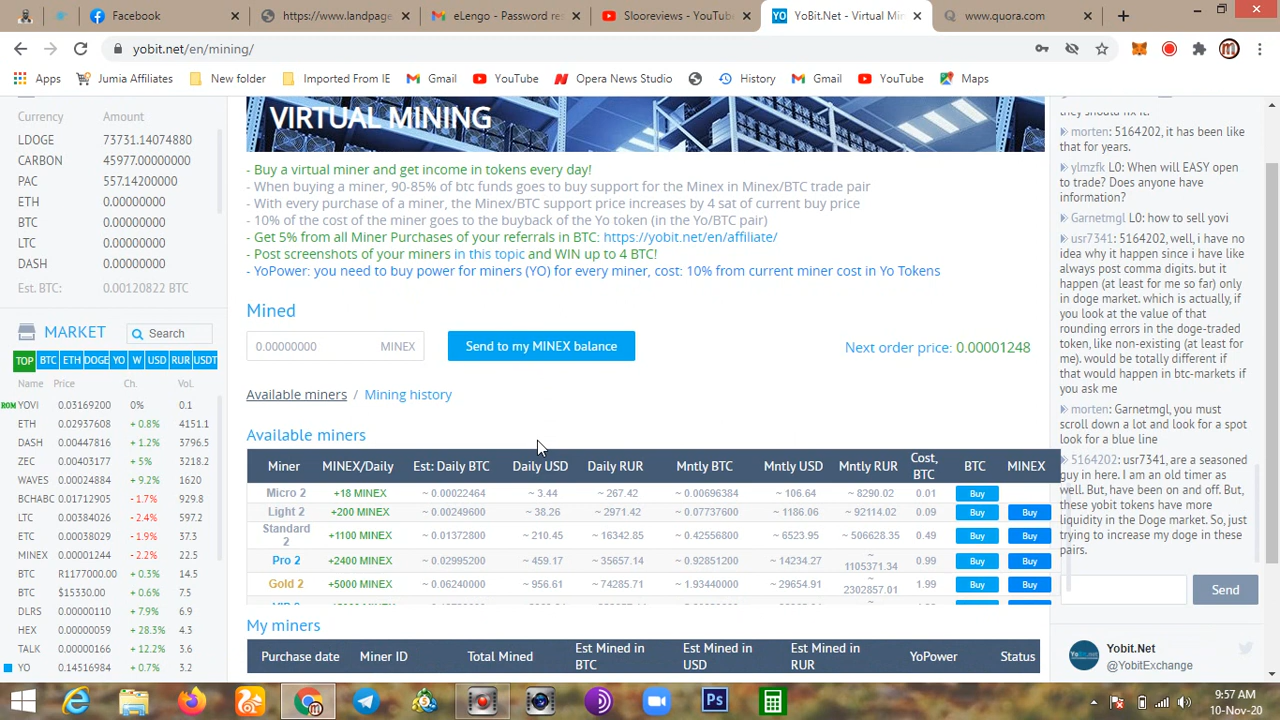 Facebook
https://www.landpage
eLengo - Password res
Slooreviews - YouTube
YoBit.Net - Virtual Min
www.quora.com
yobit.net/en/mining/
Apps
Jumia Affiliates
New folder
Imported From IE
Gmail
YouTube
Opera News Studio
History
Gmail
YouTube
Maps
Currency Amount
LDOGE 73731.14074880
CARBON 45977.00000000
PAC 557.14200000
ETH 0.00000000
BTC 0.00000000
LTC 0.00000000
DASH 0.00000000
Est. BTC: 0.00120822 BTC
MARKET Search
TOP BTC ETH DOGE YO W USD RUR USDT
Name Price Ch. Vol.
ROM YOVI 0.03169200 0% 0.1
ETH 0.02937608 + 0.8% 4151.1
DASH 0.00447816 + 1.2% 3796.5
ZEC 0.00403177 + 5% 3218.2
WAVES 0.00024884 + 9.2% 1620
BCHABC 0.01712905 - 1.7% 929.8
LTC 0.00384026 - 2.4% 597.2
ETC 0.00038029 - 1.9% 37.3
MINEX 0.00001244 - 2.2% 22.5
BTC R1177000.00 + 0.3% 14.5
BTC $15330.00 + 0.6% 7.5
DLRS 0.00000110 + 7.9% 6.9
HEX 0.00000059 + 28.3% 4.3
TALK 0.00000166 + 12.2% 3.6
YO 0.14516984 + 0.7% 3.2
VIRTUAL MINING
- Buy a virtual miner and get income in tokens every day!
- When buying a miner, 90-85% of btc funds goes to buy support for the Minex in Minex/BTC trade pair
- With every purchase of a miner, the Minex/BTC support price increases by 4 sat of current buy price
- 10% of the cost of the miner goes to the buyback of the Yo token (in the Yo/BTC pair)
- Get 5% from all Miner Purchases of your referrals in BTC: https://yobit.net/en/affiliate/
- Post screenshots of your miners in this topic and WIN up to 4 BTC!
- YoPower: you need to buy power for miners (YO) for every miner, cost: 10% from current miner cost in Yo Tokens
Mined
0.00000000 MINEX
Send to my MINEX balance
Next order price: 0.00001248
Available miners / Mining history
Available miners
Miner MINEX/Daily Est: Daily BTC Daily USD Daily RUR Mntly BTC Mntly USD Mntly RUR Cost, BTC BTC MINEX
Micro 2 +18 MINEX ~ 0.00022464 ~ 3.44 ~ 267.42 ~ 0.00696384 ~ 106.64 ~ 8290.02 0.01 Buy
Light 2 +200 MINEX ~ 0.00249600 ~ 38.26 ~ 2971.42 ~ 0.07737600 ~ 1186.06 ~ 92114.02 0.09 Buy Buy
Standard 2 +1100 MINEX ~ 0.01372800 ~ 210.45 ~ 16342.85 ~ 0.42556800 ~ 6523.95 ~ 506628.35 0.49 Buy Buy
Pro 2 +2400 MINEX ~ 0.02995200 ~ 459.17 ~ 35657.14 ~ 0.92851200 ~ 14234.27 ~ 1105371.34 0.99 Buy Buy
Gold 2 +5000 MINEX ~ 0.06240000 ~ 956.61 ~ 74285.71 ~ 1.93440000 ~ 29654.91 ~ 2302857.01 1.99 Buy Buy
My miners
Purchase date Miner ID Total Mined Est Mined in BTC Est Mined in USD Est Mined in RUR YoPower Status
they should fix it.
morten: 5164202, it has been like
that for years.
ylmzfk L0: When will EASY open
to trade? Does anyone have
information?
Garnetmgl L0: how to sell yovi
usr7341: 5164202, well, i have no
idea why it happen since i have like
always post comma digits. but it
happen (at least for me so far) only
in doge market. which is actually, if
you look at the value of that
rounding errors in the doge-traded
token, like non-existing (at least for
me). would be totally different if
that would happen in btc-markets if
you ask me
morten: Garnetmgl, you must
scroll down a lot and look for a spot
look for a blue line
5164202: usr7341, are a seasoned
guy in here. I am an old timer as
well. But, have been on and off. But,
these yobit tokens have more
liquidity in the Doge market. So, just
trying to increase my doge in these
pairs.
Send
Yobit.Net
@YobitExchange
9:57 AM
10-Nov-20